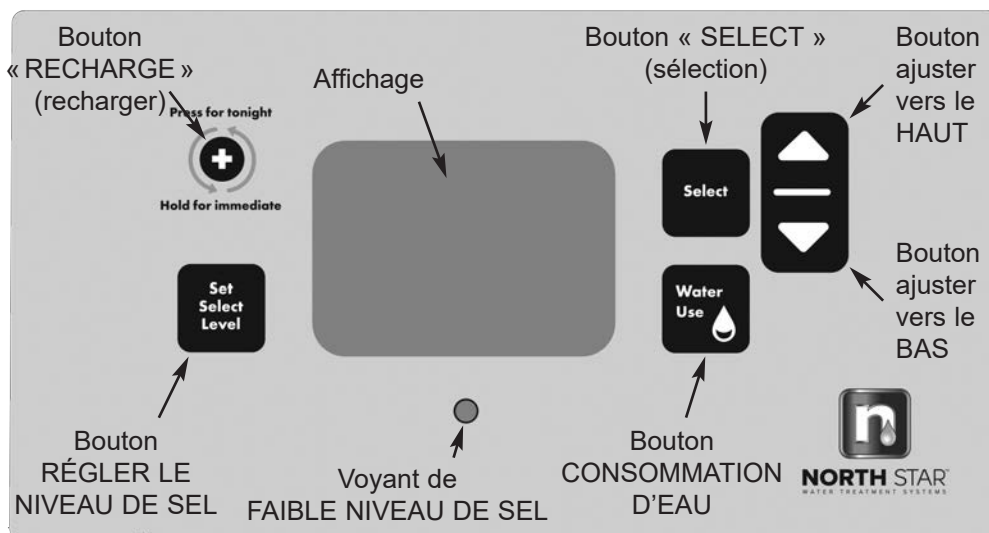 Bouton
« RECHARGE »
(recharger)
Press for tonight
Hold for immediate
Affichage
Bouton « SELECT »
(sélection)
Bouton
ajuster
vers le
HAUT
Select
Set
Select
Level
Water
Use
Bouton
ajuster
vers le
BAS
Bouton
RÉGLER LE
NIVEAU DE SEL
Voyant de
FAIBLE NIVEAU DE SEL
Bouton
CONSOMMATION
D'EAU
n
NORTH STAR™
WATER TREATMENT SYSTEMS